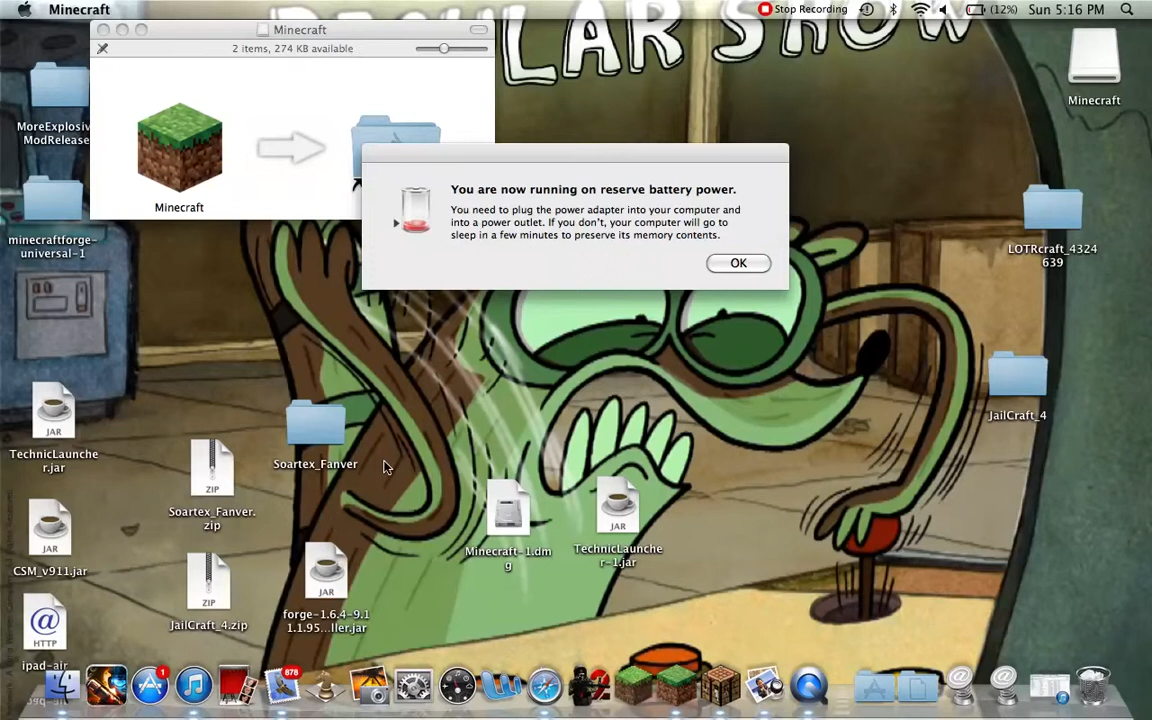 Minecraft
Stop Recording
(12%)
Sun 5:16 PM
LAR SHOW
Minecraft
2 items, 274 KB available
Minecraft
You are now running on reserve battery power.
You need to plug the power adapter into your computer and
into a power outlet. If you don't, your computer will go to
sleep in a few minutes to preserve its memory contents.
OK
Minecraft
MoreExplosiv
ModRelease
minecraftforge-
universal-1
LOTRcraft_4324
639
JailCraft_4
JAR
TechnicLaunche
r.jar
Soartex_Fanver
ZIP
Soartex_Fanver.
zip
JAR
CSM_v911.jar
Minecraft-1.dm
g
JAR
TechnicLaunche
r-1.jar
ZIP
JailCraft_4.zip
JAR
forge-1.6.4-9.1
1.1.95...ller.jar
HTTP
ipad-air
1
878